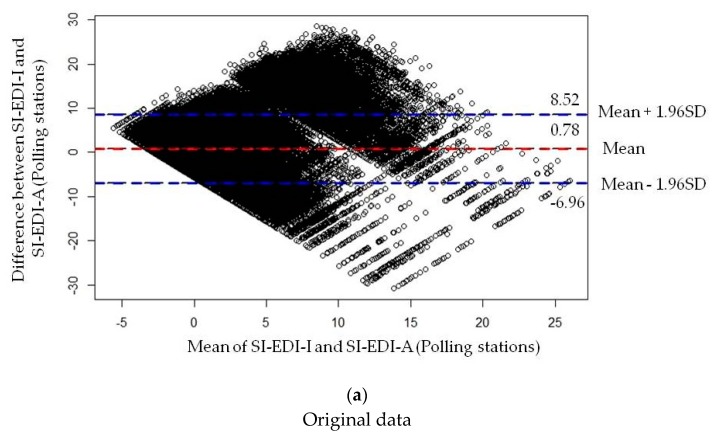 Difference between SI-EDI-I and
SI-EDI-A (Polling stations)
30
20
10
0
-10
-20
-30
8.52
Mean + 1.96SD
0.78
Mean
Mean - 1.96SD
-6.96
-5
0
5
10
15
20
25
Mean of SI-EDI-I and SI-EDI-A (Polling stations)
(a)
Original data